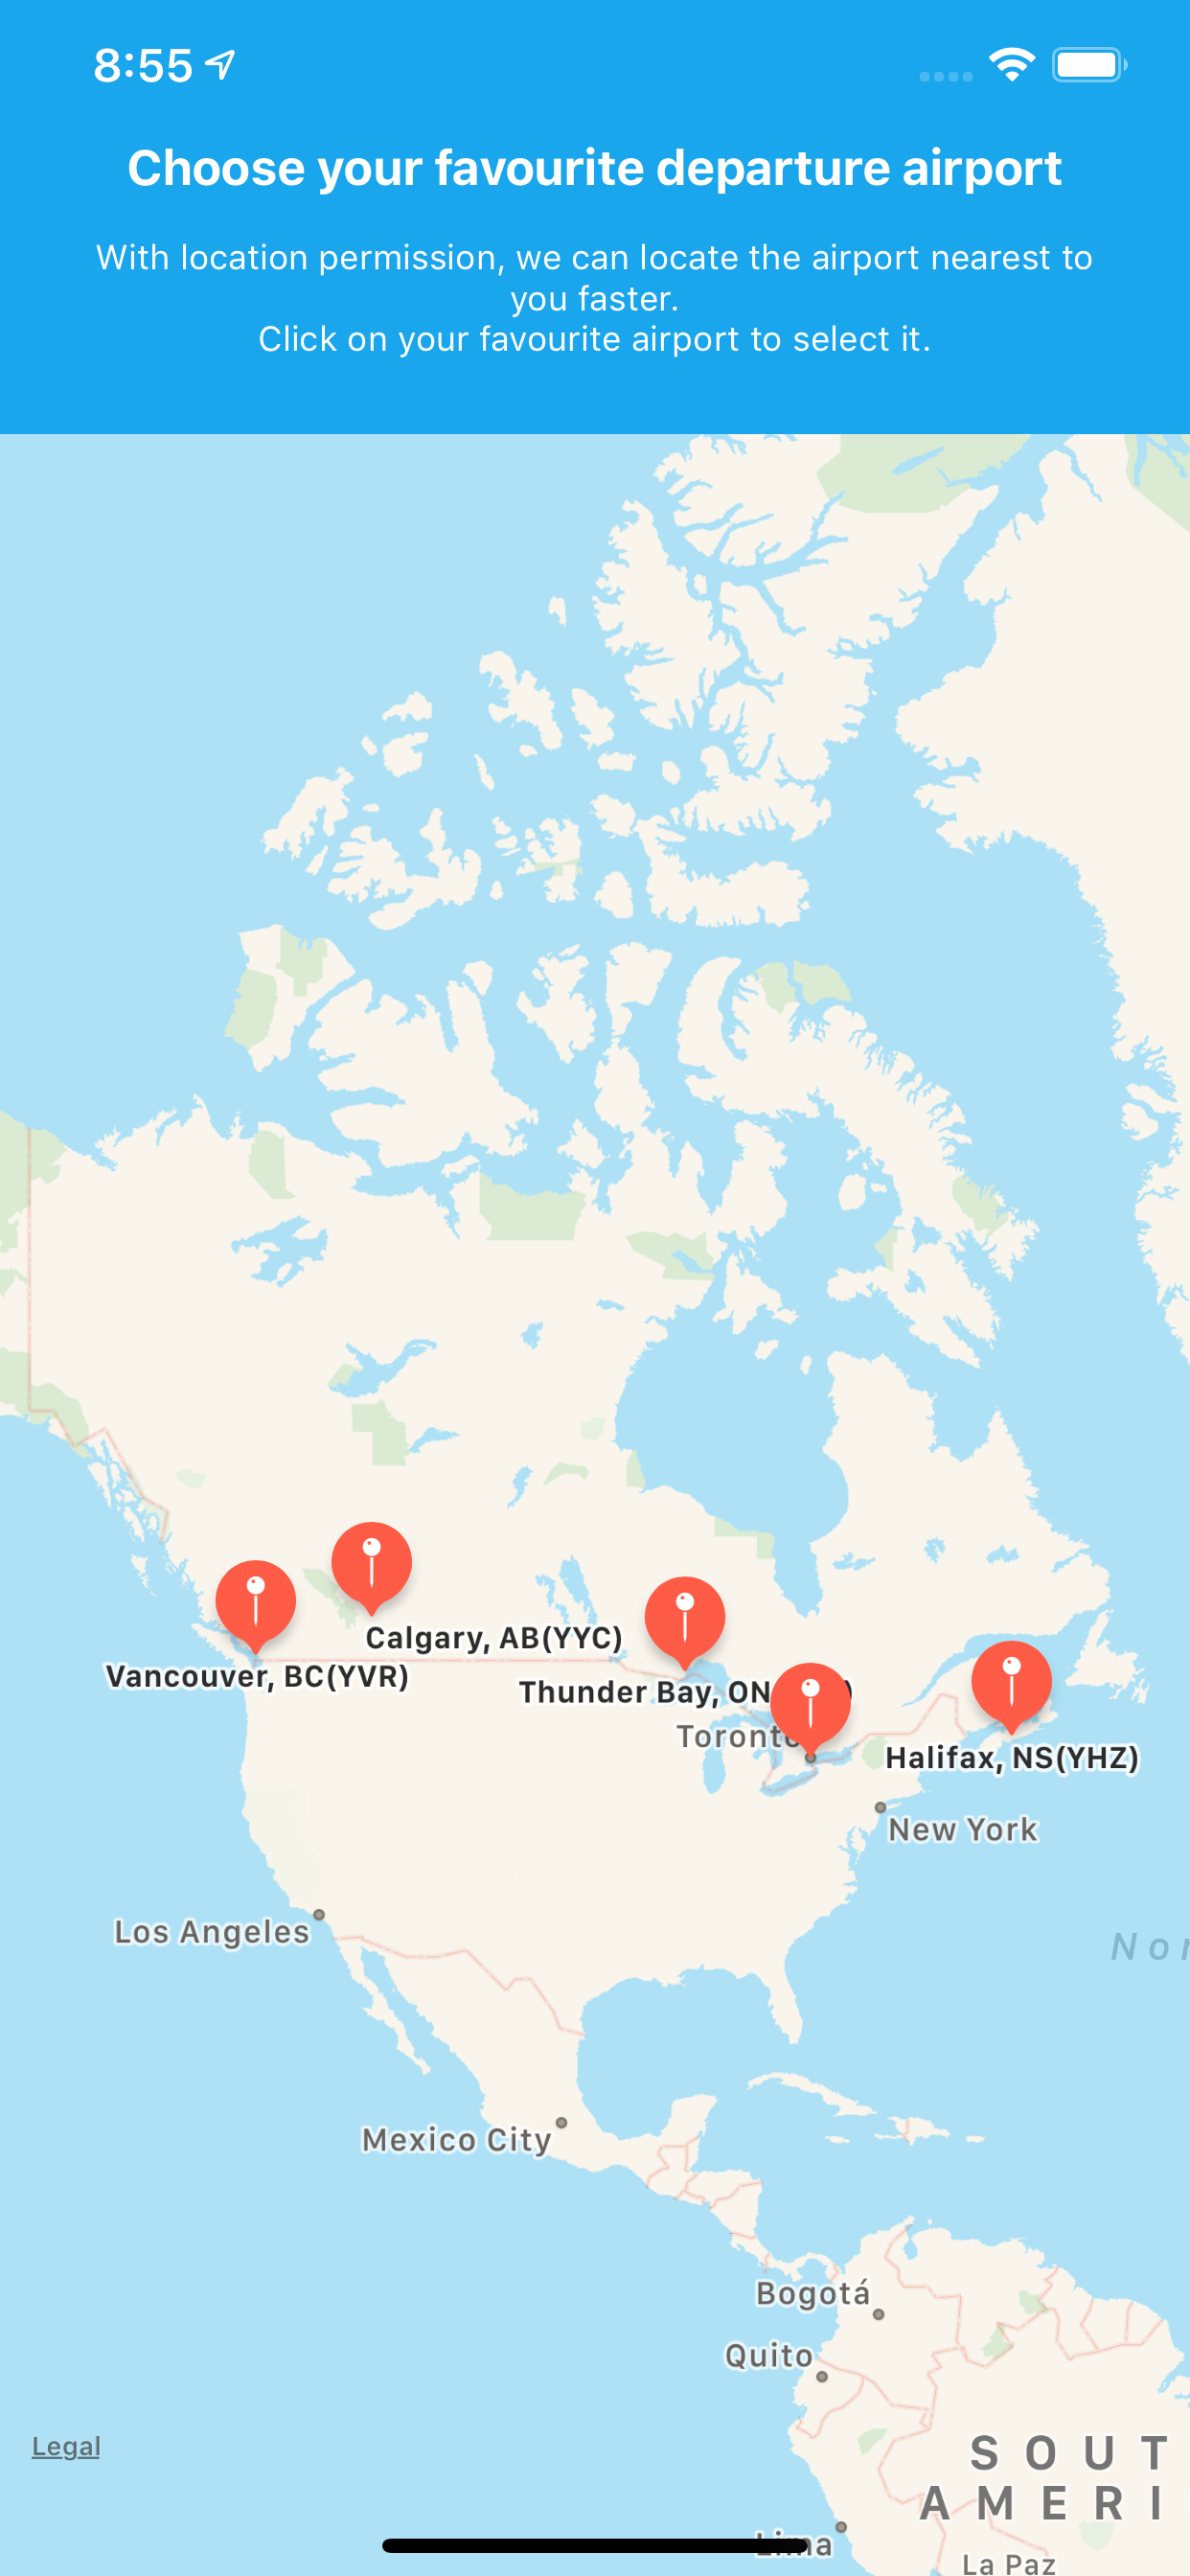 8:55
Choose your favourite departure airport
With location permission, we can locate the airport nearest to
you faster.
Click on your favourite airport to select it.
Calgary, AB(YYC)
Vancouver, BC(YVR)
Thunder Bay, ON )
Toronto
Halifax, NS(YHZ)
New York
Los Angeles
Nor
Mexico City
Bogotá
Quito
Legal
SOUT
AMERI
Lima
La Paz